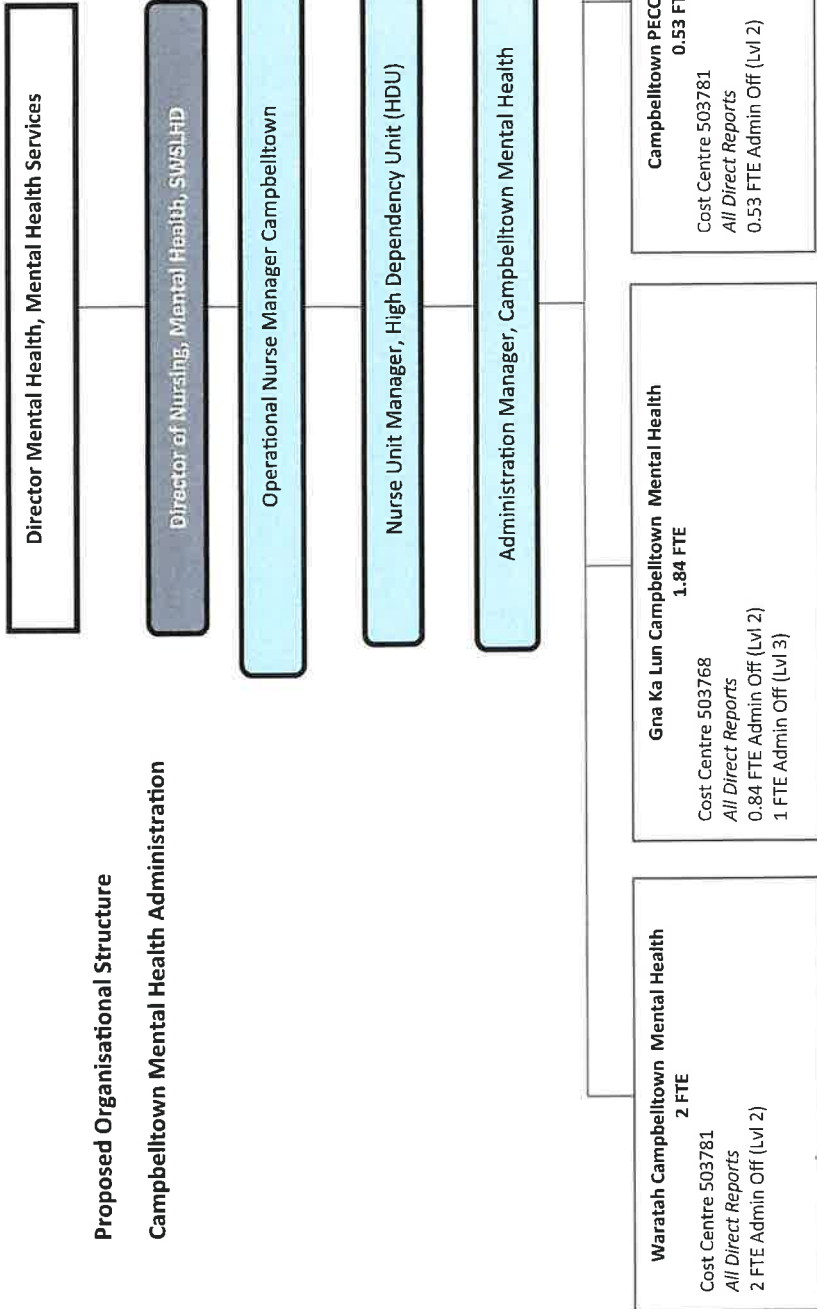 Proposed Organisational Structure
Campbelltown Mental Health Administration
Director Mental Health, Mental Health Services
Director of Nursing, Mental Health, SWSLHD
Operational Nurse Manager Campbelltown
Nurse Unit Manager, High Dependency Unit (HDU)
Administration Manager, Campbelltown Mental Health
Waratah Campbelltown Mental Health
2 FTE
Cost Centre 503781
All Direct Reports
2 FTE Admin Off (Lvl 2)
Gna Ka Lun Campbelltown Mental Health
1.84 FTE
Cost Centre 503768
All Direct Reports
0.84 FTE Admin Off (Lvl 2)
1 FTE Admin Off (Lvl 3)
Campbelltown PECC
0.53
Cost Centre 503781
All Direct Reports
0.53 FTE Admin Off (Lvl 2)